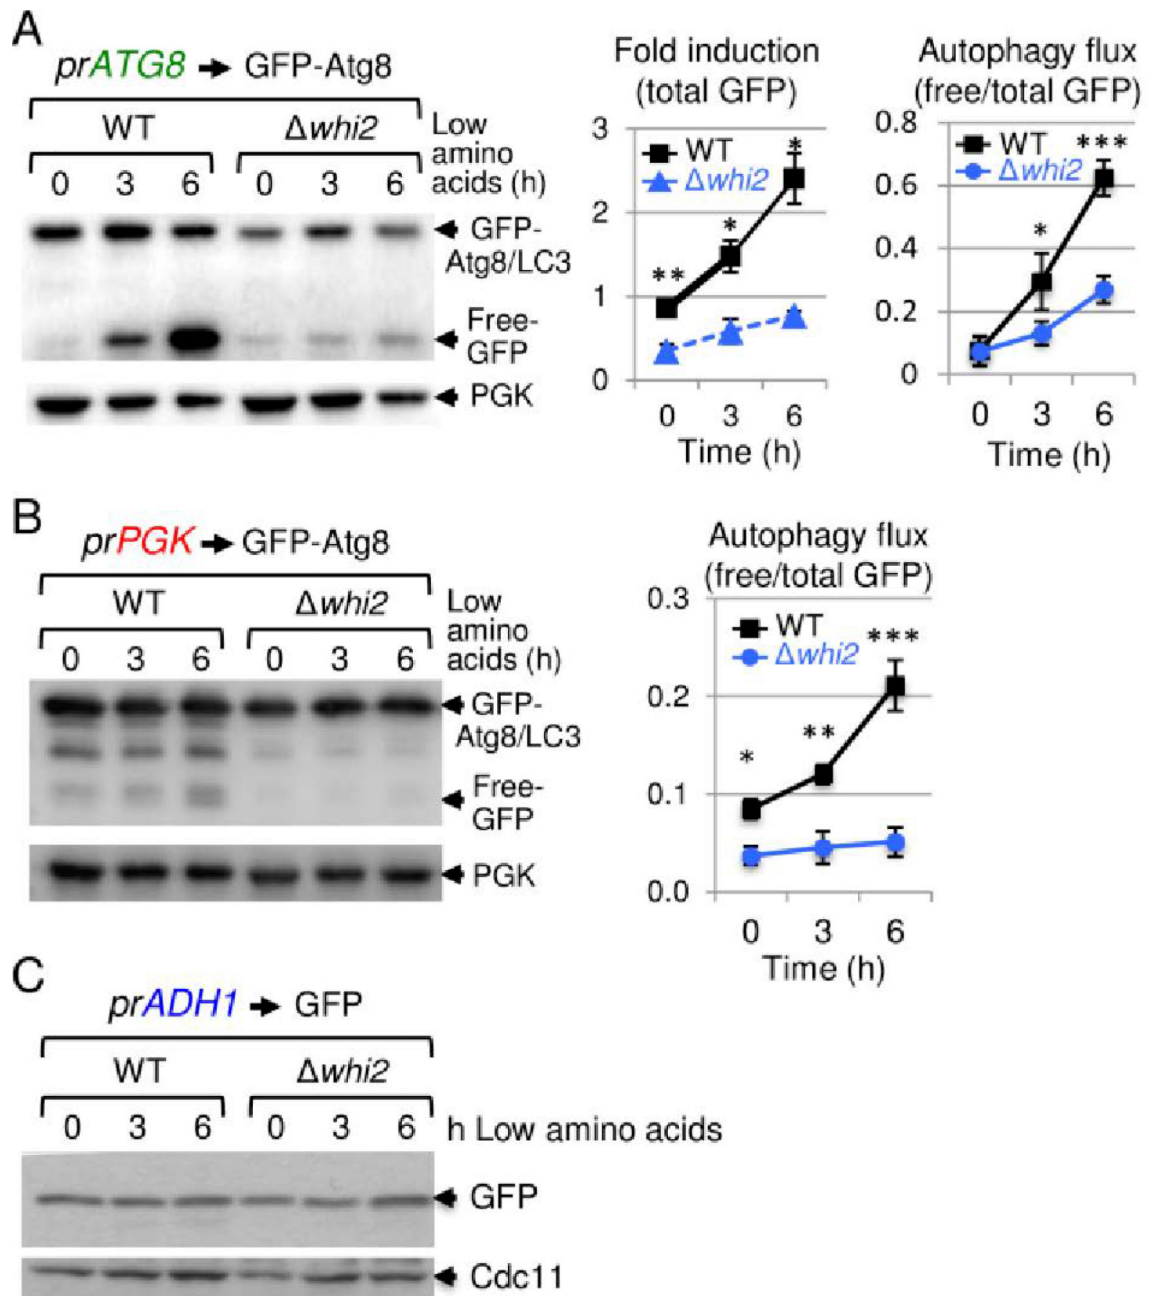 A
prATG8 → GFP-Atg8
WT Δwhi2
Low
amino
acids (h)
0 3 6 0 3 6
GFP-
Atg8/LC3
Free-
GFP
PGK
Fold induction
(total GFP)
3
2
1
0
WT
Δwhi2
** * *
0 3 6
Time (h)
Autophagy flux
(free/total GFP)
0.8
0.6
0.4
0.2
0
WT
Δwhi2
* ***
0 3 6
Time (h)
B
prPGK → GFP-Atg8
WT Δwhi2
Low
amino
acids (h)
0 3 6 0 3 6
GFP-
Atg8/LC3
Free-
GFP
PGK
Autophagy flux
(free/total GFP)
0.3
0.2
0.1
0.0
WT
Δwhi2
* ** ***
0 3 6
Time (h)
C
prADH1 → GFP
WT Δwhi2
0 3 6 0 3 6 h Low amino acids
GFP
Cdc11